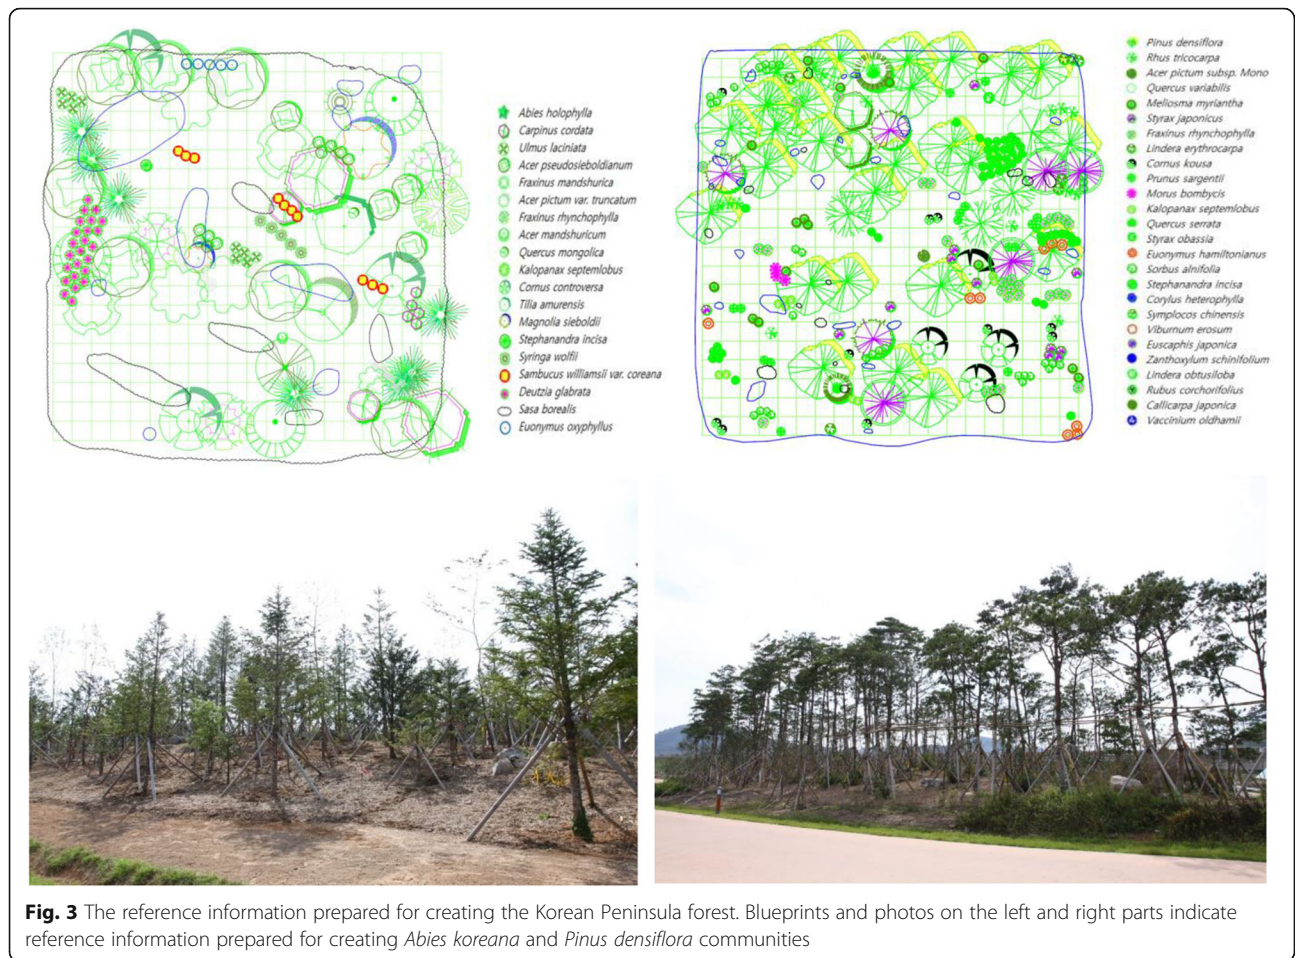 Abies holophylla
Carpinus cordata
Ulmus laciniata
Acer pseudosieboldianum
Fraxinus mandshurica
Acer pictum var. truncatum
Fraxinus rhynchophylla
Acer mandshuricum
Quercus mongolica
Kalopanax septemlobus
Cornus controversa
Tilia amurensis
Magnolia sieboldii
Stephanandra incisa
Syringa wolfii
Sambucus williamsii var. coreana
Deutzia glabrata
Sasa borealis
Euonymus oxyphyllus
Pinus densiflora
Rhus tricocarpa
Acer pictum subsp. Mono
Quercus variabilis
Meliosma myriantha
Styrax japonicus
Fraxinus rhynchophylla
Lindera erythrocarpa
Cornus kousa
Prunus sargentii
Morus bombycis
Kalopanax septemlobus
Quercus serrata
Styrax obassia
Euonymus hamiltonianus
Sorbus alnifolia
Stephanandra incisa
Corylus heterophylla
Symplocos chinensis
Viburnum erosum
Euscaphis japonica
Zanthoxylum schinifolium
Lindera obtusiloba
Rubus corchorifolius
Callicarpa japonica
Vaccinium oldhamii
Fig. 3 The reference information prepared for creating the Korean Peninsula forest. Blueprints and photos on the left and right parts indicate
reference information prepared for creating Abies koreana and Pinus densiflora communities